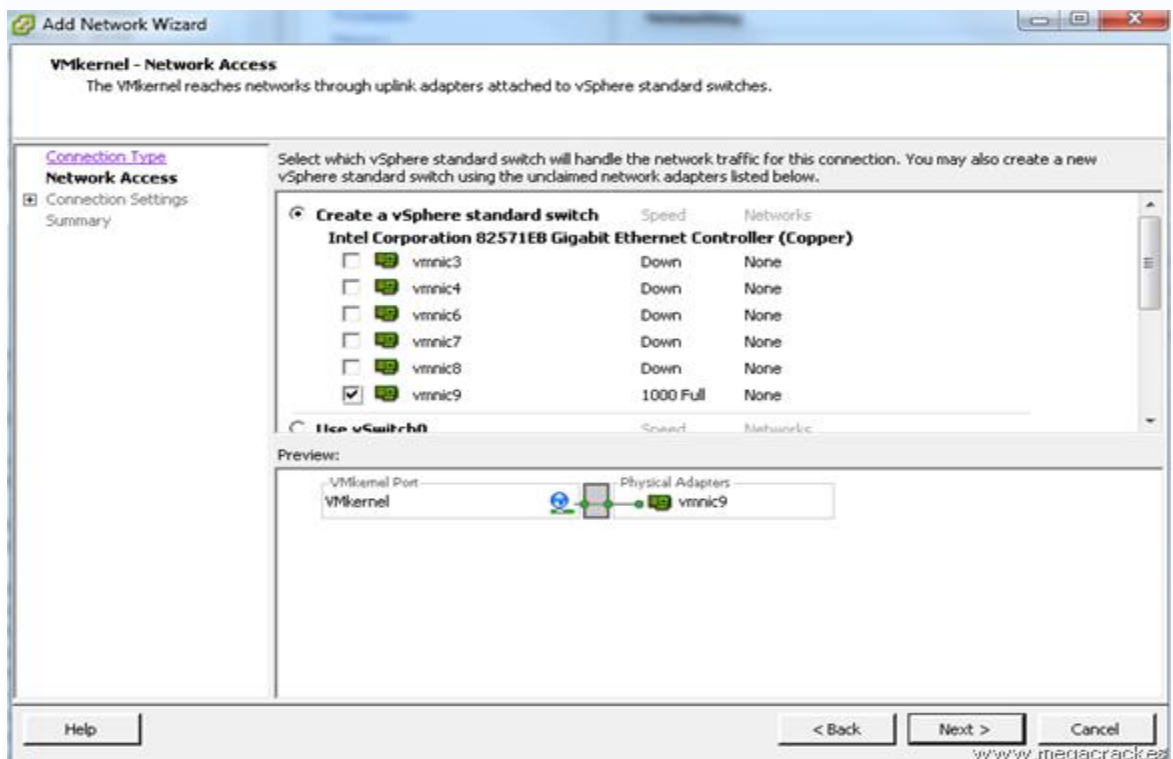 Add Network Wizard
VMkernel - Network Access
The VMkernel reaches networks through uplink adapters attached to vSphere standard switches.
Connection Type
Network Access
Connection Settings
Summary
Select which vSphere standard switch will handle the network traffic for this connection. You may also create a new
vSphere standard switch using the unclaimed network adapters listed below.
Create a vSphere standard switch Speed Networks
Intel Corporation 82571EB Gigabit Ethernet Controller (Copper)
vmnic3 Down None
vmnic4 Down None
vmnic6 Down None
vmnic7 Down None
vmnic8 Down None
vmnic9 1000 Full None
Use vSwitch0 Speed Networks
Preview:
VMkernel Port
VMkernel
Physical Adapters
vmnic9
Help
< Back
Next >
Cancel
www.megacrackes